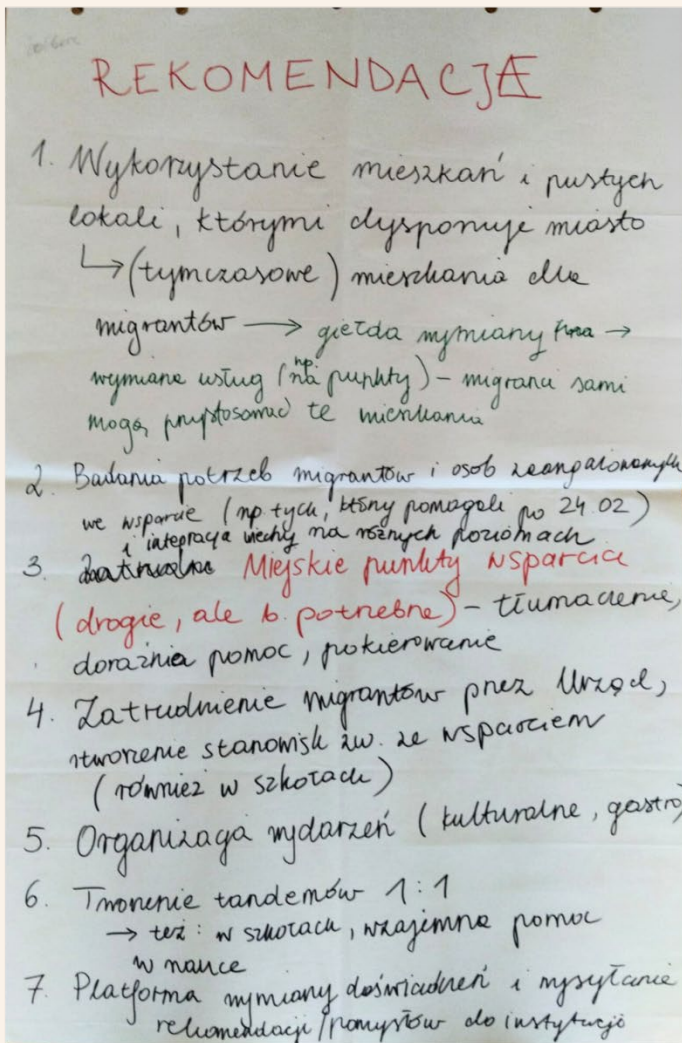 REKOMENDACJE
1. Wykorzystanie mieszkań i pustych
lokali, którymi dysponuje miasto
↳ (tymczasowe) mieszkania dla
migrantów → giełda wymiany →
wymiana usług (np. na punkty) – migranci sami
mogą przystosować te mieszkania
2. Badania potrzeb migrantów i osób zaangażowanych
we wsparcie (np. tych, którzy pomagali po 24.02)
i integracja wiedzy na różnych poziomach
3. Miejskie punkty wsparcia
(drogie, ale b. potrzebne) – tłumaczenie,
doraźnia pomoc, pokierowanie
4. Zatrudnienie migrantów przez Urząd,
stworzenie stanowisk zw. ze wsparciem
(również w szkołach)
5. Organizacja wydarzeń (kulturalne, gastro)
6. Tworzenie tandemów 1:1
→ też: w szkołach, wzajemna pomoc
w nauce
7. Platforma wymiany doświadczeń i wysyłanie
rekomendacji/pomysłów do instytucji